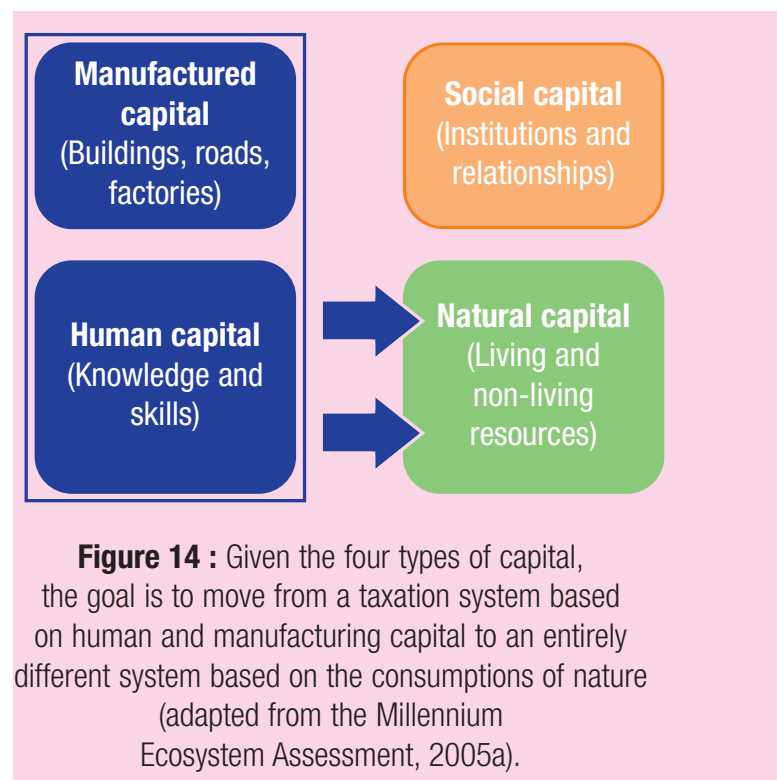 Manufactured
capital
(Buildings, roads,
factories)
Social capital
(Institutions and
relationships)
Human capital
(Knowledge and
skills)
Natural capital
(Living and
non-living
resources)
Figure 14 : Given the four types of capital,
the goal is to move from a taxation system based
on human and manufacturing capital to an entirely
different system based on the consumptions of nature
(adapted from the Millennium
Ecosystem Assessment, 2005a).